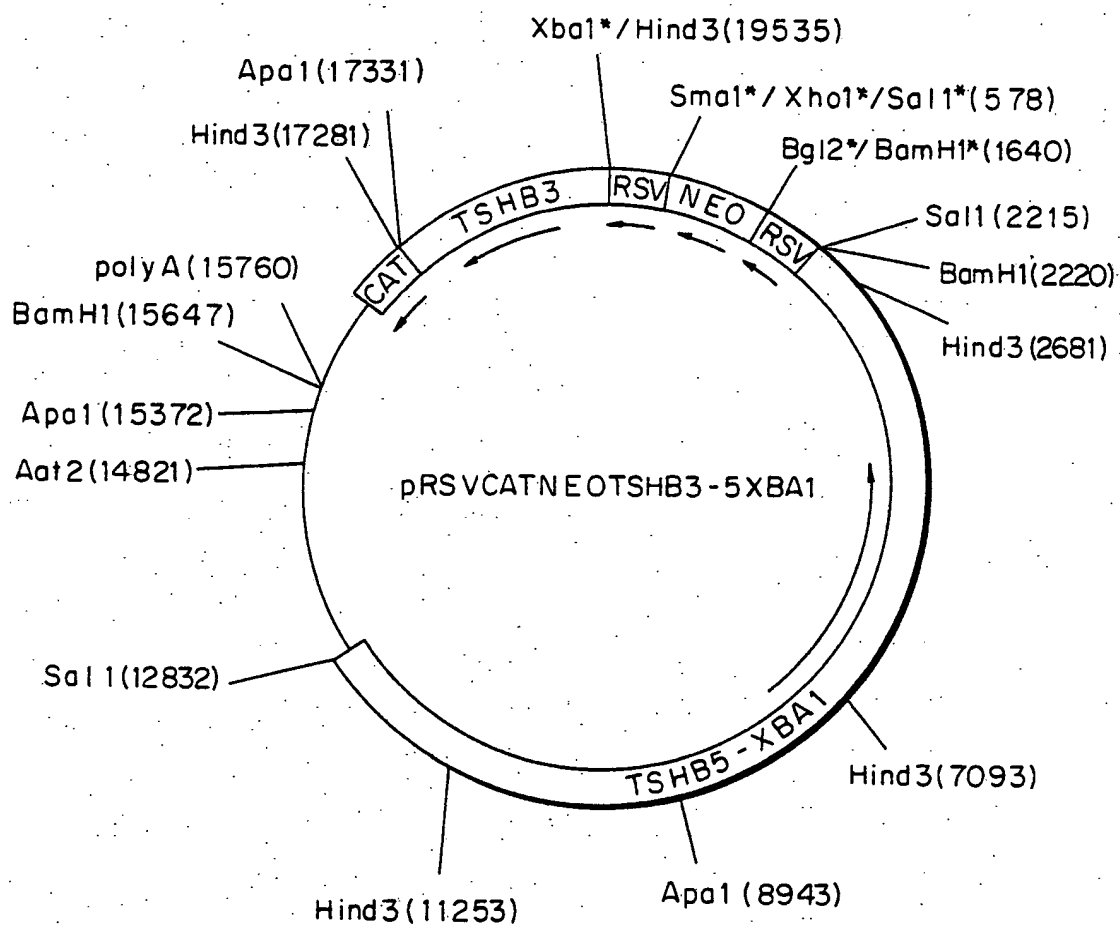 Xba1*/Hind3(19535)
Apa1(17331)
Sma1*/Xho1*/Sal1*(578)
Hind3(17281)
Bgl2*/BamH1*(1640)
TSHB3
RSV
NEO
RSV
Sal1(2215)
CAT
polyA(15760)
BamH1(2220)
BamH1(15647)
Hind3(2681)
Apa1(15372)
Aat2(14821)
pRSVCATNEOTSHB3-5XBA1
Sal1(12832)
TSHB5-XBA1
Hind3(7093)
Apa1(8943)
Hind3(11253)